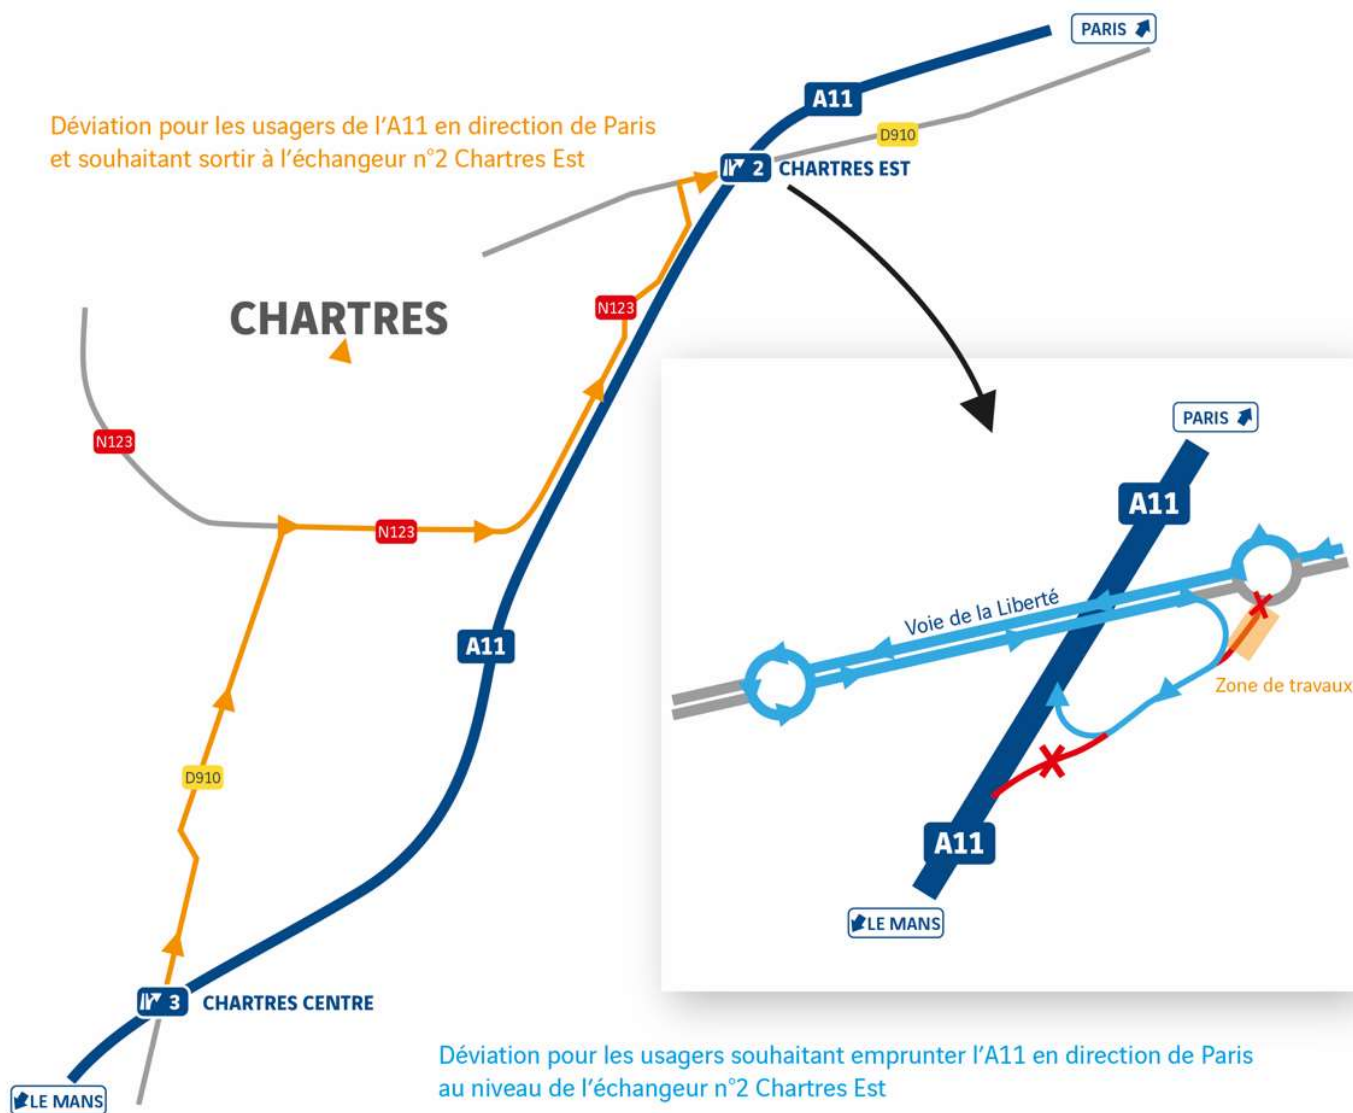 PARIS
A11
Déviation pour les usagers de l'A11 en direction de Paris
et souhaitant sortir à l'échangeur n°2 Chartres Est
D910
2 CHARTRES EST
N123
CHARTRES
N123
N123
A11
D910
3 CHARTRES CENTRE
LE MANS
PARIS
A11
Voie de la Liberté
Zone de travaux
A11
LE MANS
Déviation pour les usagers souhaitant emprunter l'A11 en direction de Paris
au niveau de l'échangeur n°2 Chartres Est